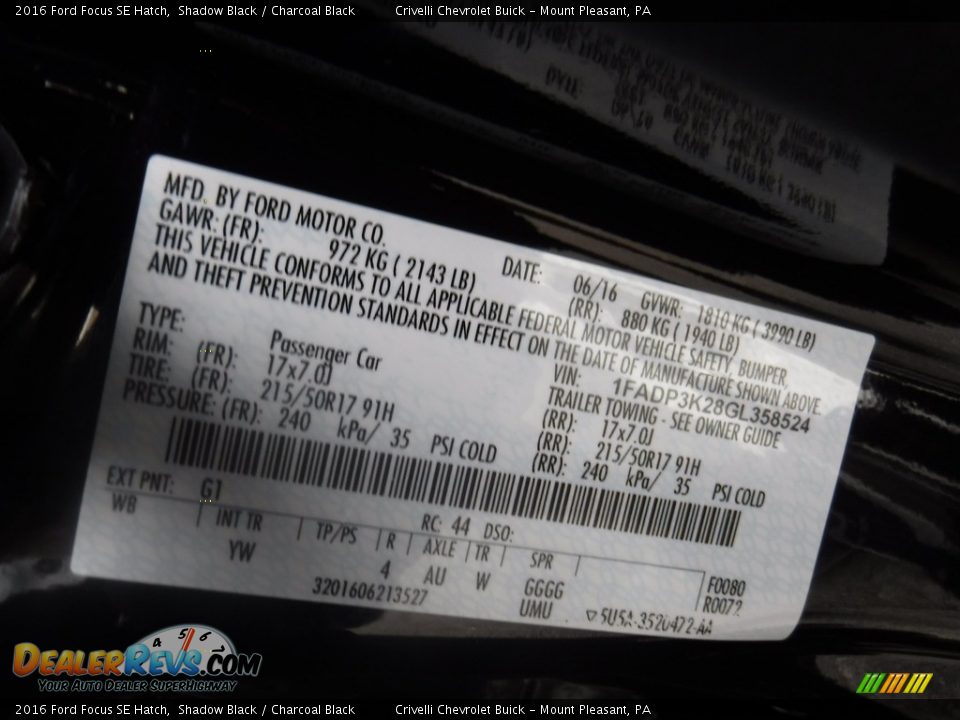 2016 Ford Focus SE Hatch, Shadow Black / Charcoal Black Crivelli Chevrolet Buick - Mount Pleasant, PA
MFD. BY FORD MOTOR CO. DATE: 06/16 GVWR: 1810 KG ( 3990 LB)
GAWR: (FR): 972 KG ( 2143 LB) (RR): 880 KG ( 1940 LB)
THIS VEHICLE CONFORMS TO ALL APPLICABLE FEDERAL MOTOR VEHICLE SAFETY, BUMPER,
AND THEFT PREVENTION STANDARDS IN EFFECT ON THE DATE OF MANUFACTURE SHOWN ABOVE.
VIN: 1FADP3K28GL358524
TYPE: Passenger Car TRAILER TOWING - SEE OWNER GUIDE
RIM: (FR): 17x7.0J (RR): 17x7.0J
TIRE: (FR): 215/50R17 91H (RR): 215/50R17 91H
PRESSURE: (FR): 240 kPa/ 35 PSI COLD (RR): 240 kPa/ 35 PSI COLD
EXT PNT: G1 RC: 44 DSO:
WB INT TR TP/PS R AXLE TR SPR
YW 4 AU W GGGG F0080
3201606213527 UMU R0072
5U5A-3520472-AA
DEALERREVS.COM
4 5 6
YOUR AUTO DEALER SUPERHIGHWAY
2016 Ford Focus SE Hatch, Shadow Black / Charcoal Black Crivelli Chevrolet Buick - Mount Pleasant, PA